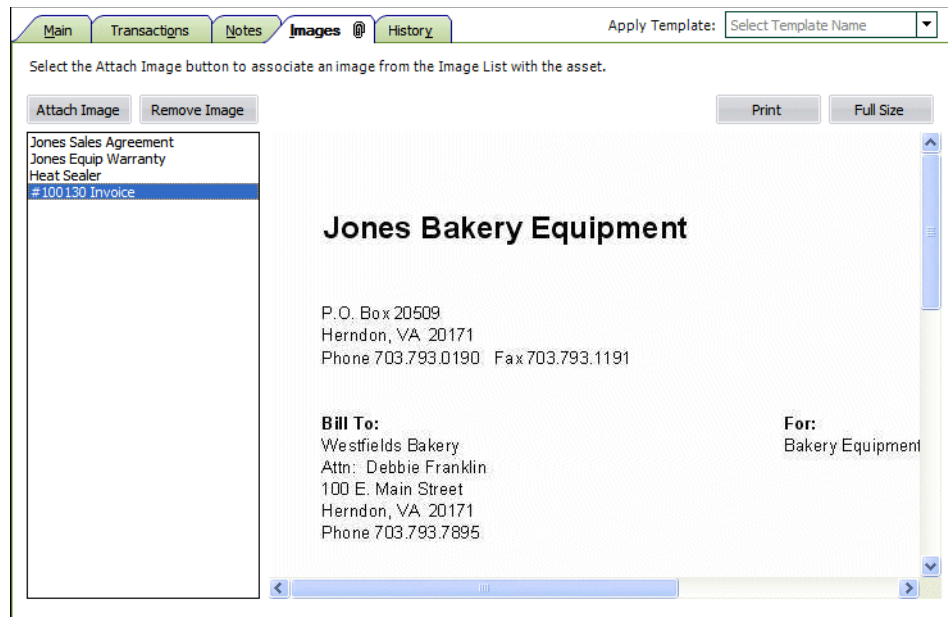 Main Transactions Notes Images History Apply Template: Select Template Name
Select the Attach Image button to associate an image from the Image List with the asset.
Attach Image Remove Image Print Full Size
Jones Sales Agreement
Jones Equip Warranty
Heat Sealer
#100130 Invoice
Jones Bakery Equipment
P.O. Box 20509
Herndon, VA 20171
Phone 703.793.0190 Fax 703.793.1191
Bill To: For:
Westfields Bakery Bakery Equipment
Attn: Debbie Franklin
100 E. Main Street
Herndon, VA 20171
Phone 703.793.7895